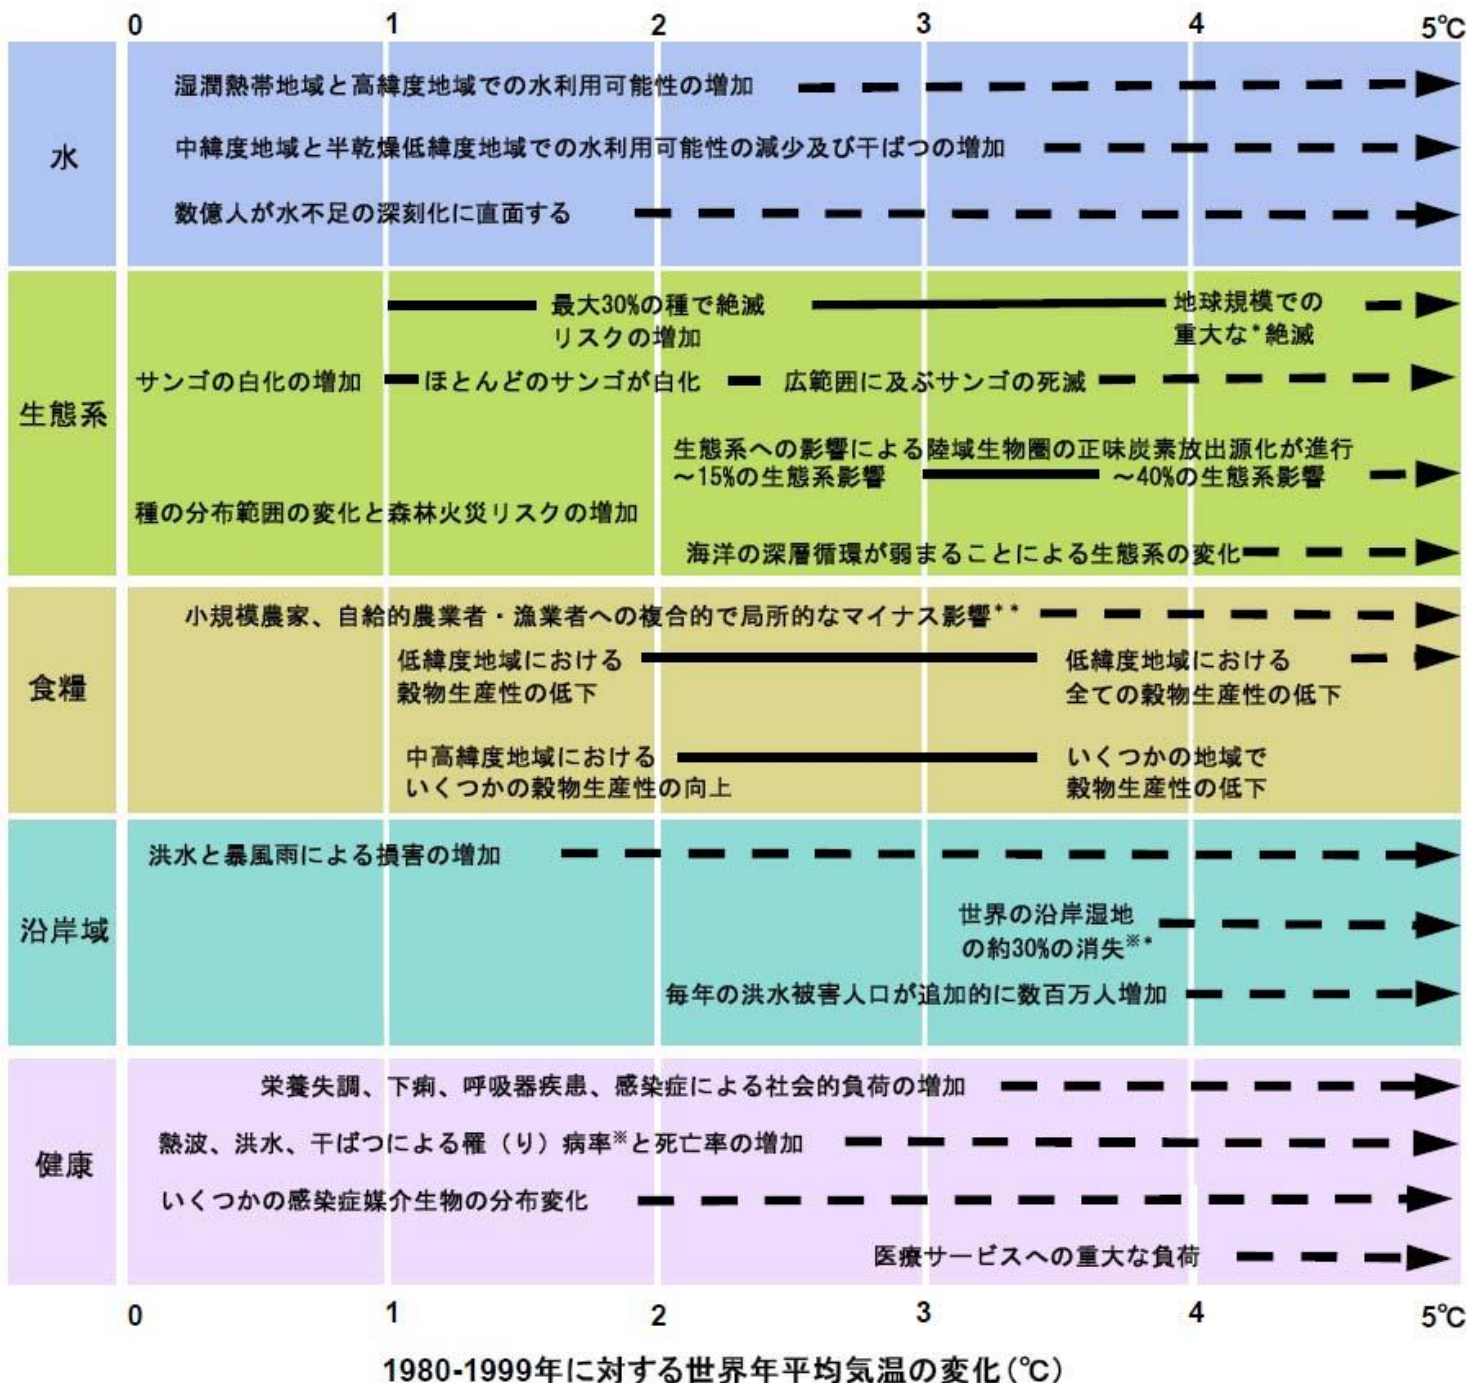 0 1 2 3 4 5℃
水
湿潤熱帯地域と高緯度地域での水利用可能性の増加
中緯度地域と半乾燥低緯度地域での水利用可能性の減少及び干ばつの増加
数億人が水不足の深刻化に直面する
生態系
最大30%の種で絶滅
リスクの増加
地球規模での
重大な*絶滅
サンゴの白化の増加 ほとんどのサンゴが白化 広範囲に及ぶサンゴの死滅
生態系への影響による陸域生物圏の正味炭素放出源化が進行
~15%の生態系影響 ~40%の生態系影響
種の分布範囲の変化と森林火災リスクの増加
海洋の深層循環が弱まることによる生態系の変化
食糧
小規模農家、自給的農業者・漁業者への複合的で局所的なマイナス影響**
低緯度地域における
穀物生産性の低下
低緯度地域における
全ての穀物生産性の低下
中高緯度地域における
いくつかの穀物生産性の向上
いくつかの地域で
穀物生産性の低下
沿岸域
洪水と暴風雨による損害の増加
世界の沿岸湿地
の約30%の消失※*
毎年の洪水被害人口が追加的に数百万人増加
健康
栄養失調、下痢、呼吸器疾患、感染症による社会的負荷の増加
熱波、洪水、干ばつによる罹（り）病率※と死亡率の増加
いくつかの感染症媒介生物の分布変化
医療サービスへの重大な負荷
0 1 2 3 4 5℃
1980-1999年に対する世界年平均気温の変化(℃)